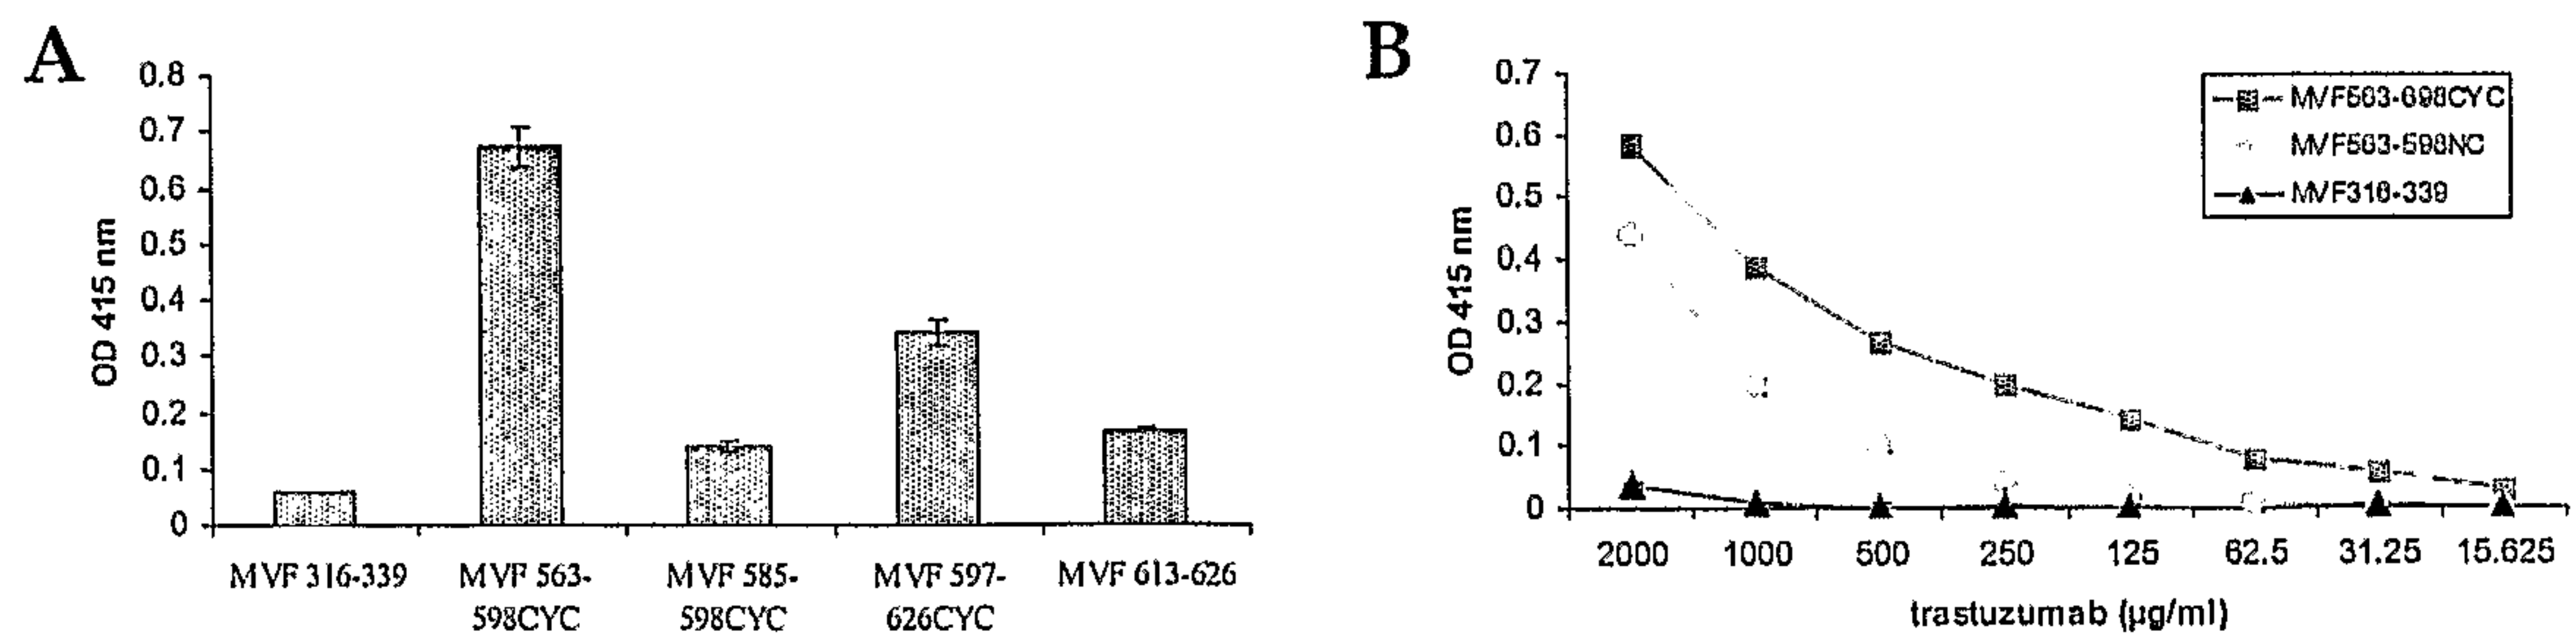 A
0.8
0.7
0.6
0.5
0.4
0.3
0.2
0.1
0
OD 415 nm
MVF 316-339
MVF 563-
598CYC
MVF 585-
598CYC
MVF 597-
626CYC
MVF 613-626
B
0.7
0.6
0.5
0.4
0.3
0.2
0.1
0
OD 415 nm
MVF563-598CYC
MVF563-598NC
MVF316-339
2000
1000
500
250
125
62.5
31.25
15.625
trastuzumab (µg/ml)